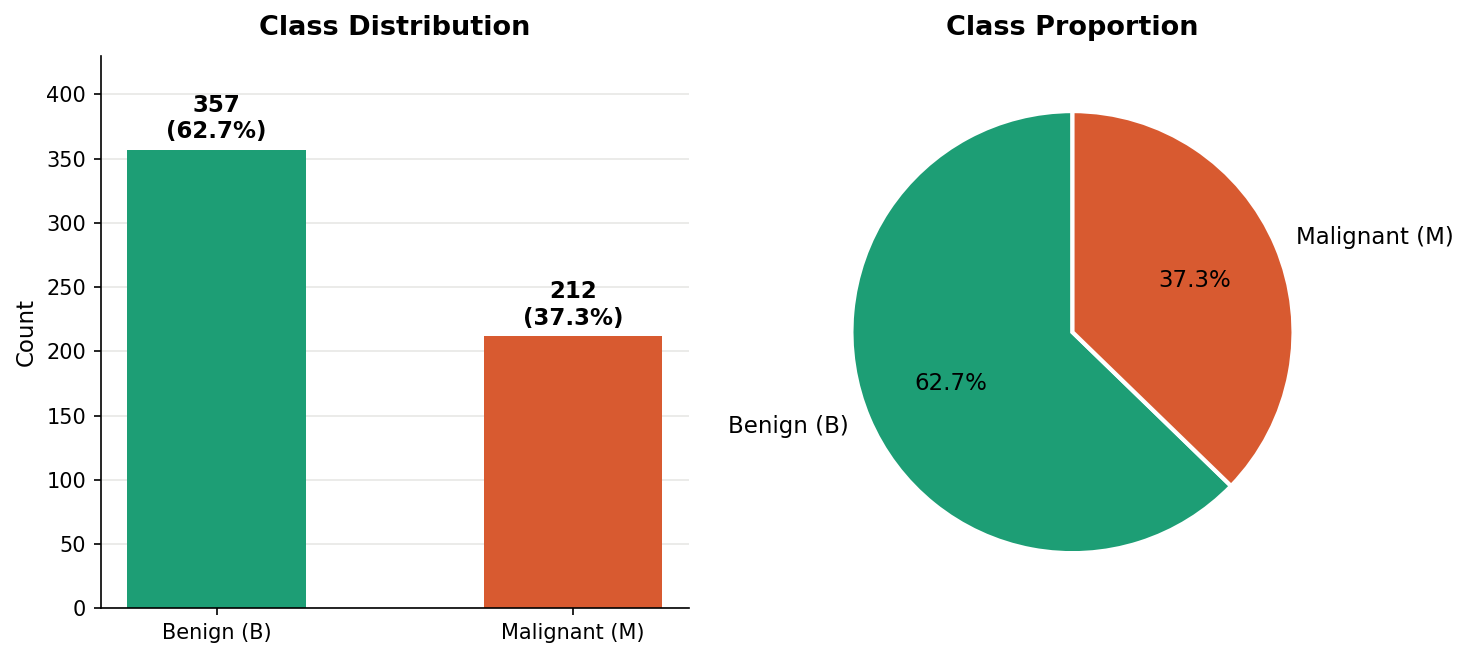 Class Distribution
Count
400
350
300
250
200
150
100
50
0
357
(62.7%)
212
(37.3%)
Benign (B)
Malignant (M)
Class Proportion
Malignant (M)
37.3%
62.7%
Benign (B)